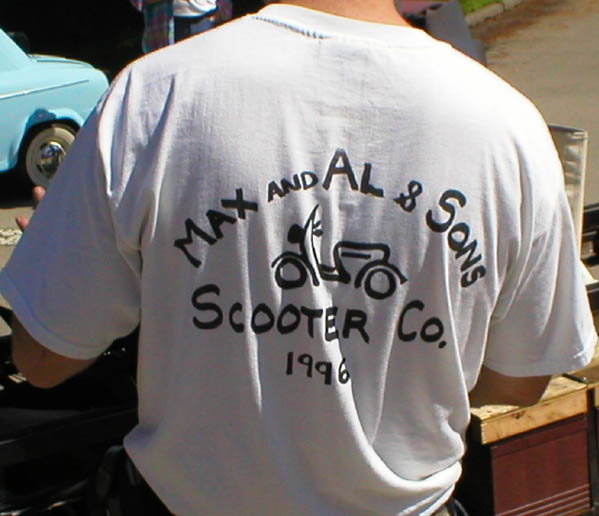 Max and Al & Sons
Scooter Co.
1996